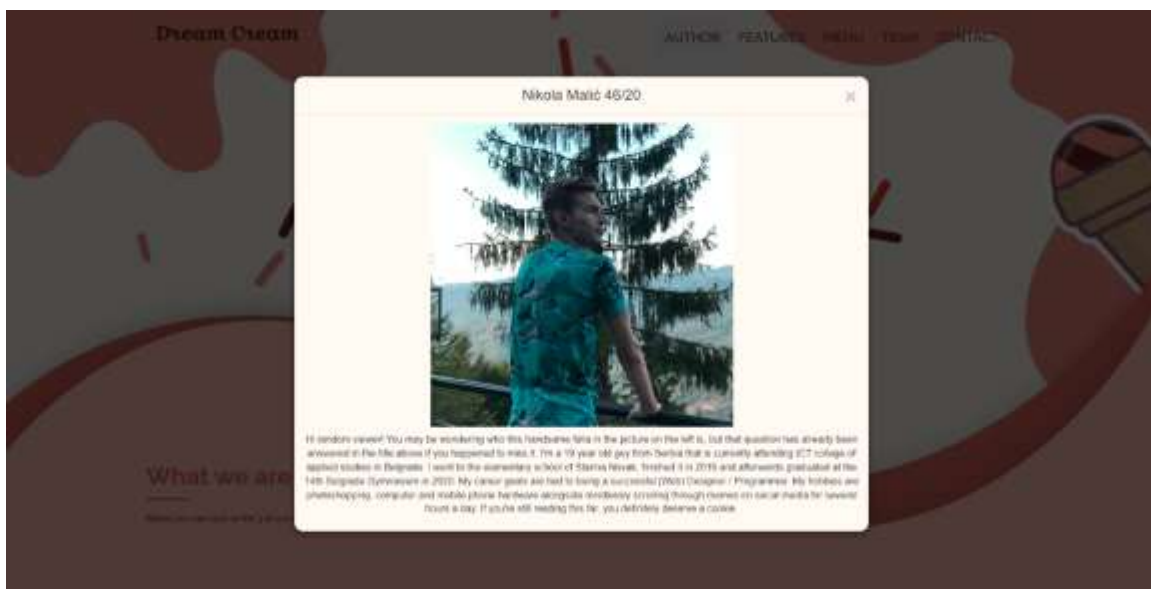 Dream Cream
AUTHOR FEATURES MENU TEAM CONTACT
Nikola Malić 46/20
×
Hi random viewer! You may be wondering who this handsome fella in the picture on the left is, but that question has already been
answered in the title above if you happened to miss it. I'm a 19 year old guy from Serbia that is currently attending ICT college of
applied studies in Belgrade. I went to the elementary school of Starina Novak, finished it in 2016 and afterwards graduated at the
14th Belgrade Gymnasium in 2020. My career goals are tied to being a successful (Web) Designer / Programmer. My hobbies are
photoshopping, computer and mobile phone hardware alongside mindlessly scrolling through memes on social media for several
hours a day. If you're still reading this far, you definitely deserve a cookie.
What we are